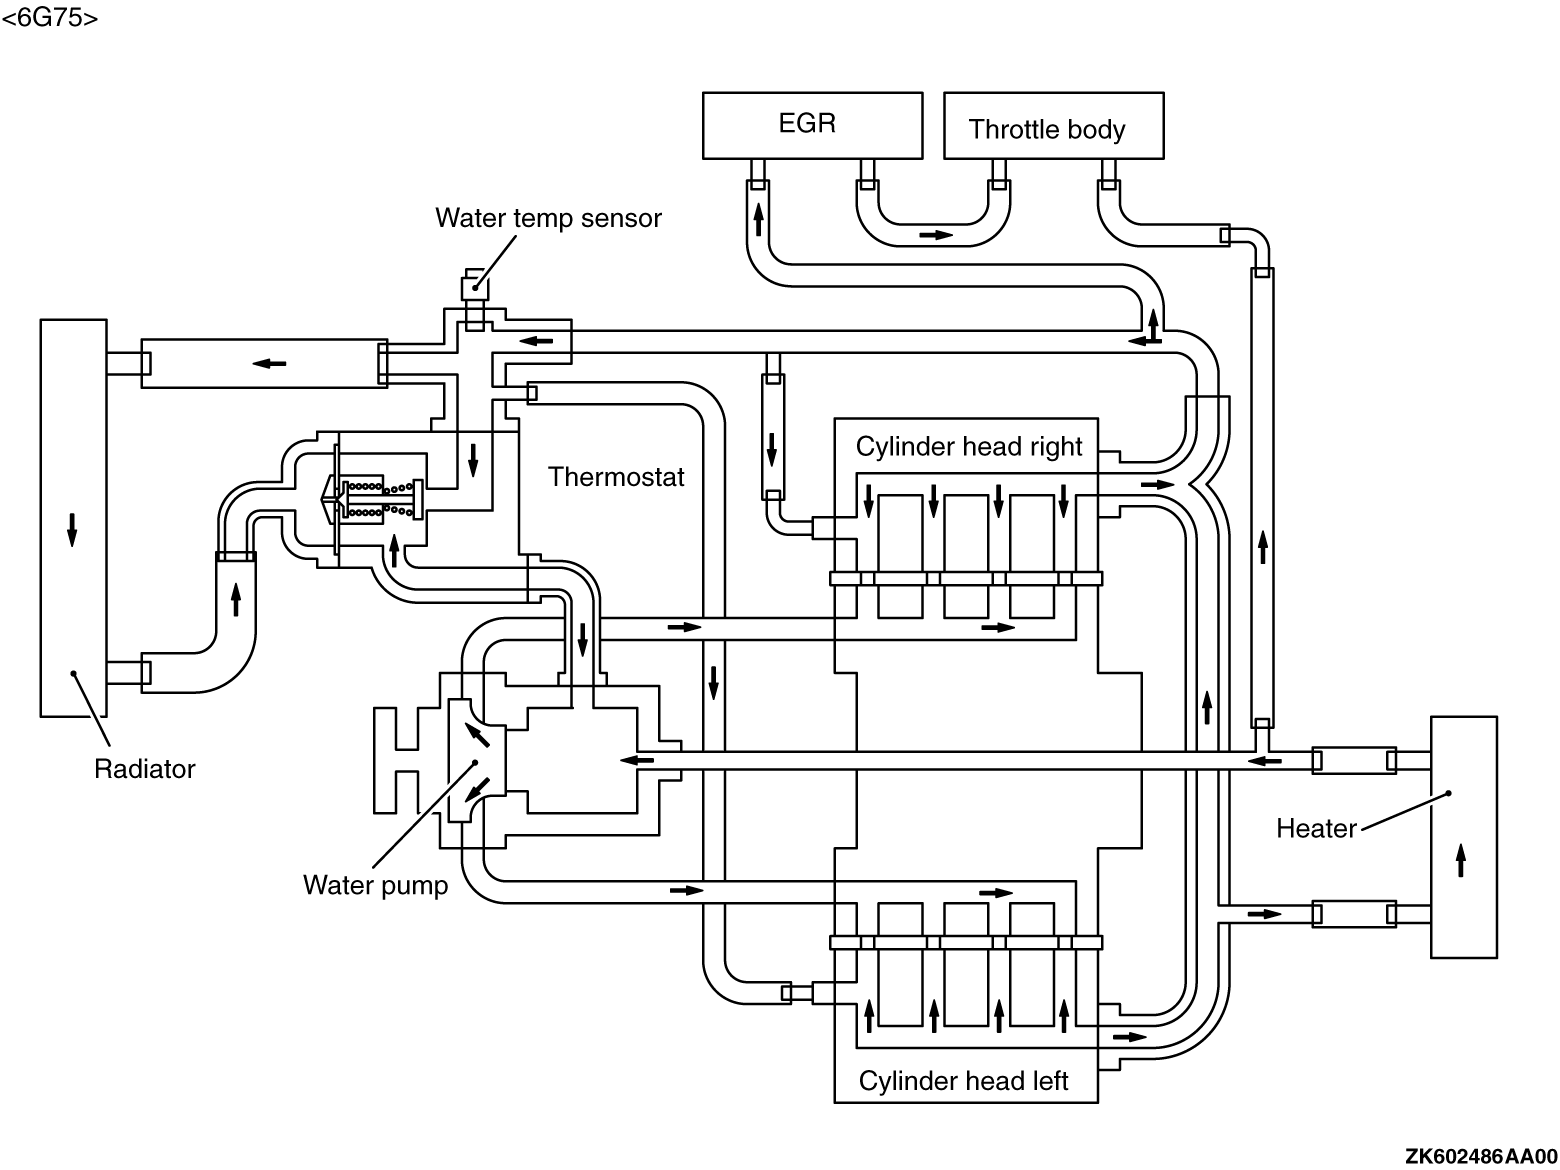 <6G75>
EGR
Throttle body
Water temp sensor
Cylinder head right
Thermostat
Radiator
Heater
Water pump
Cylinder head left
ZK602486AA00